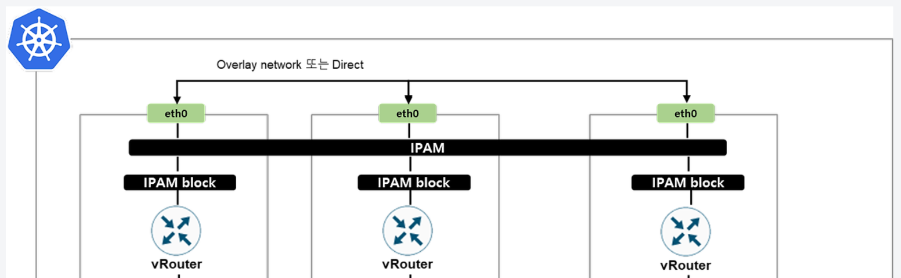 Overlay network 또는 Direct
eth0 eth0 eth0
IPAM
IPAM block IPAM block IPAM block
vRouter vRouter vRouter